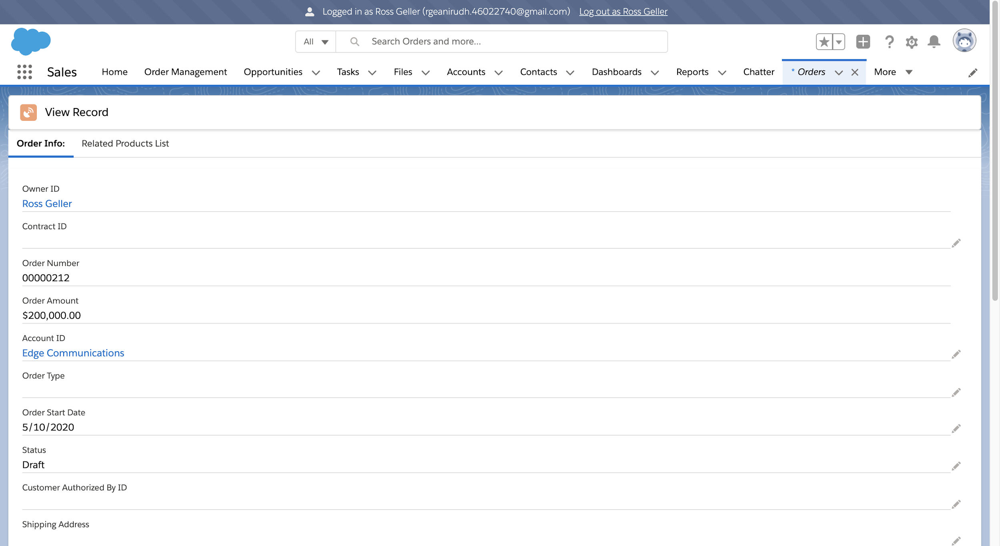 Logged in as Ross Geller (rgeanirudh.46022740@gmail.com) Log out as Ross Geller
All Search Orders and more...
Sales Home Order Management Opportunities Tasks Files Accounts Contacts Dashboards Reports Chatter * Orders More
View Record
Order Info: Related Products List
Owner ID
Ross Geller
Contract ID
Order Number
00000212
Order Amount
$200,000.00
Account ID
Edge Communications
Order Type
Order Start Date
5/10/2020
Status
Draft
Customer Authorized By ID
Shipping Address